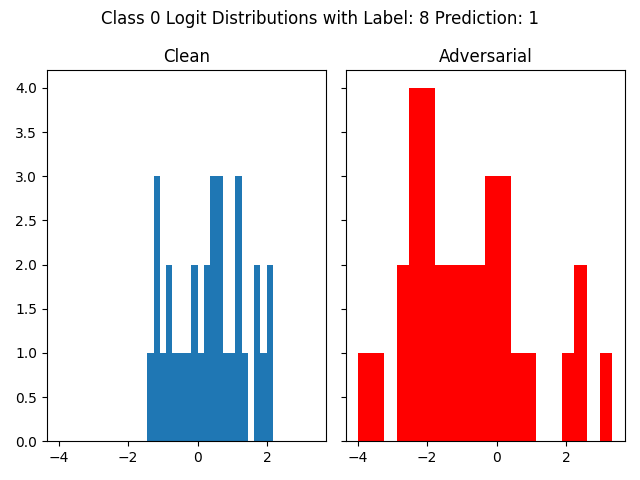 Class 0 Logit Distributions with Label: 8 Prediction: 1
Clean
Adversarial
4.0
3.5
3.0
2.5
2.0
1.5
1.0
0.5
0.0
−4 −2 0 2
−4 −2 0 2